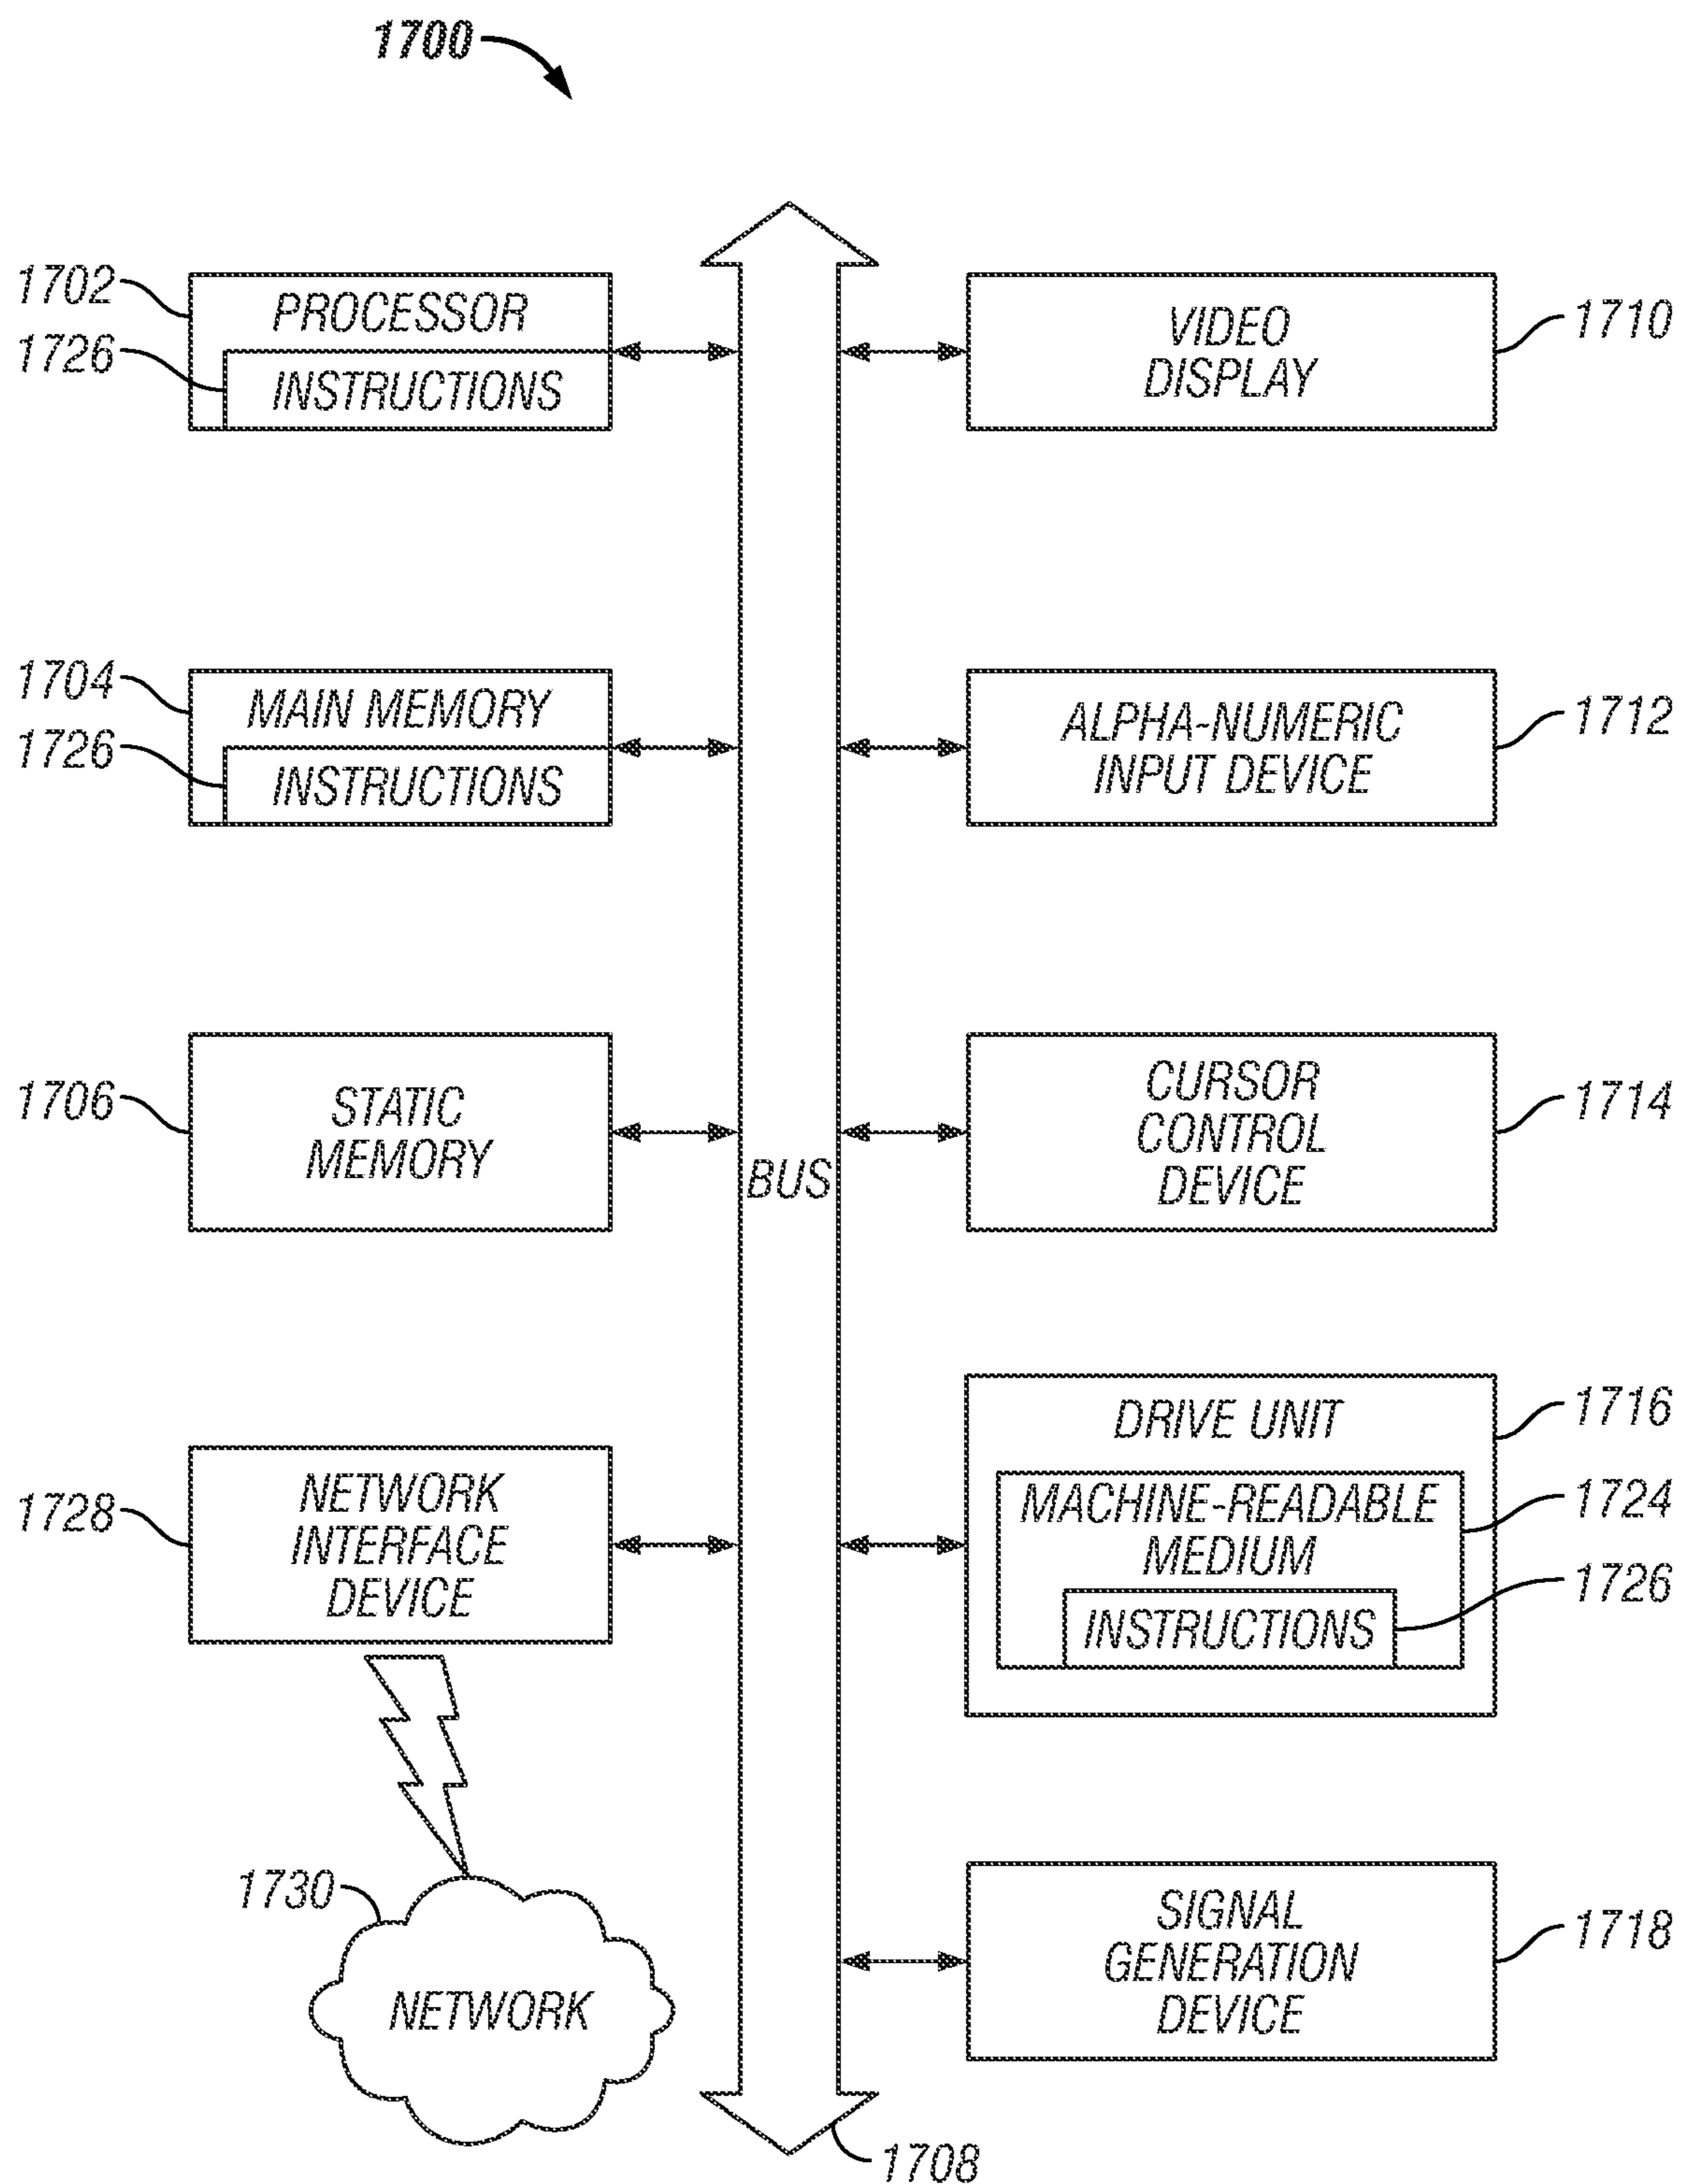 1700
1702
PROCESSOR
1726
INSTRUCTIONS
VIDEO
DISPLAY
1710
1704
MAIN MEMORY
1726
INSTRUCTIONS
ALPHA-NUMERIC
INPUT DEVICE
1712
1706
STATIC
MEMORY
BUS
CURSOR
CONTROL
DEVICE
1714
1728
NETWORK
INTERFACE
DEVICE
DRIVE UNIT
1716
MACHINE-READABLE
MEDIUM
1724
INSTRUCTIONS
1726
1730
NETWORK
SIGNAL
GENERATION
DEVICE
1718
1708